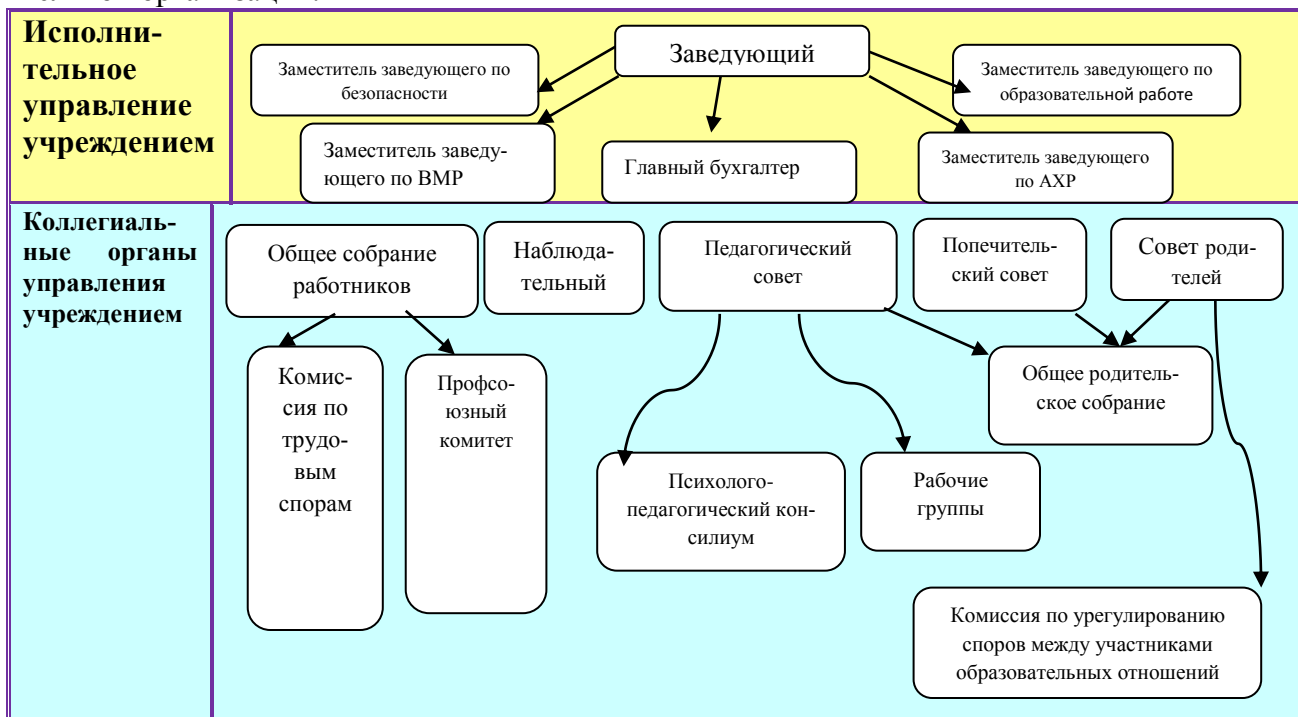 Исполни-
тельное
управление
учреждением
Заведующий
Заместитель заведующего по
безопасности
Заместитель заведующего по
образовательной работе
Заместитель заведу-
ющего по ВМР
Главный бухгалтер
Заместитель заведующего
по АХР
Коллегиаль-
ные органы
управления
учреждением
Общее собрание
работников
Наблюда-
тельный
Педагогический
совет
Попечитель-
ский совет
Совет роди-
телей
Комис-
сия по
трудо-
вым
спорам
Профсо-
юзный
комитет
Общее родитель-
ское собрание
Психолого-
педагогический кон-
силиум
Рабочие
группы
Комиссия по урегулированию
споров между участниками
образовательных отношений